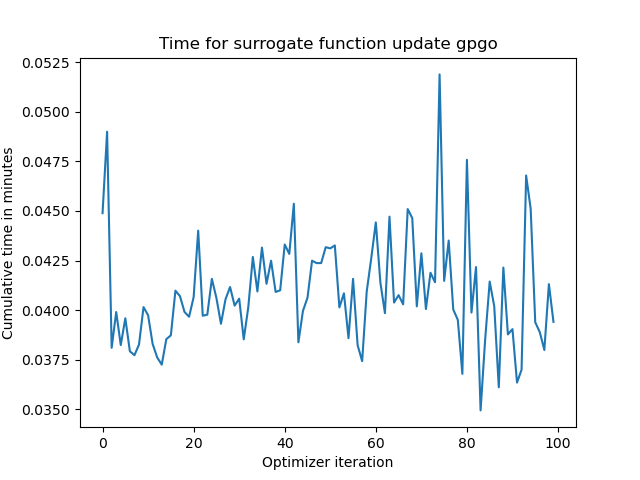 Time for surrogate function update gpgo
0.0525
0.0500
0.0475
0.0450
0.0425
0.0400
0.0375
0.0350
Cumulative time in minutes
0 20 40 60 80 100
Optimizer iteration